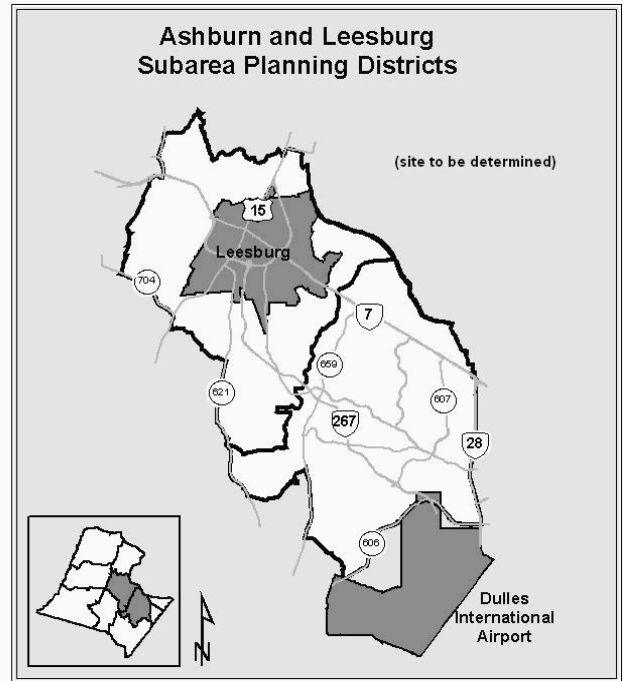 Ashburn and Leesburg
Subarea Planning Districts
(site to be determined)
15
Leesburg
704
7
659
621
607
267
28
606
Dulles
International
Airport
N